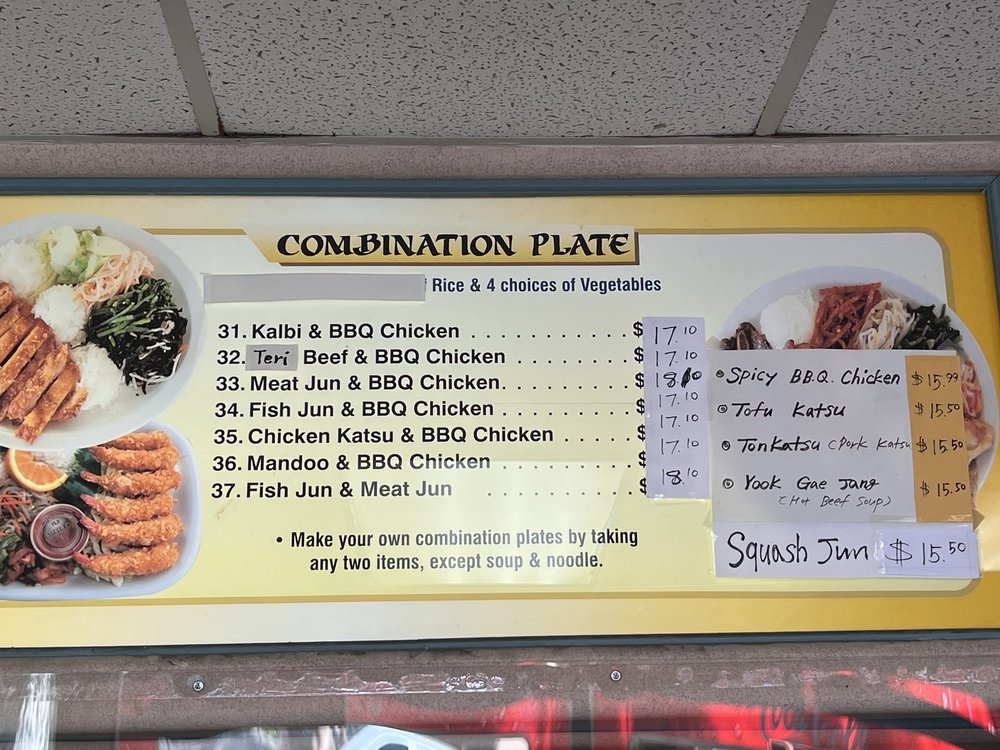 COMBINATION PLATE
Rice & 4 choices of Vegetables
31. Kalbi & BBQ Chicken . . . . . . . . . . . . . . . $ 17.10
32. Teri Beef & BBQ Chicken . . . . . . . . . . . . $ 17.10
33. Meat Jun & BBQ Chicken. . . . . . . . . . . . . $ 18.10
34. Fish Jun & BBQ Chicken . . . . . . . . . . . . . $ 17.10
35. Chicken Katsu & BBQ Chicken . . . . . . $ 17.10
36. Mandoo & BBQ Chicken . . . . . . . . . . . . . $ 17.10
37. Fish Jun & Meat Jun . . . . . . . . . . . . . . $ 18.10
• Make your own combination plates by taking
any two items, except soup & noodle.
• Spicy B.B.Q. Chicken $15.99
• Tofu Katsu $15.50
• Tonkatsu (Pork Katsu $15.50
• Yook Gae Jang $15.50
(Hot Beef Soup)
Squash Jun $15.50